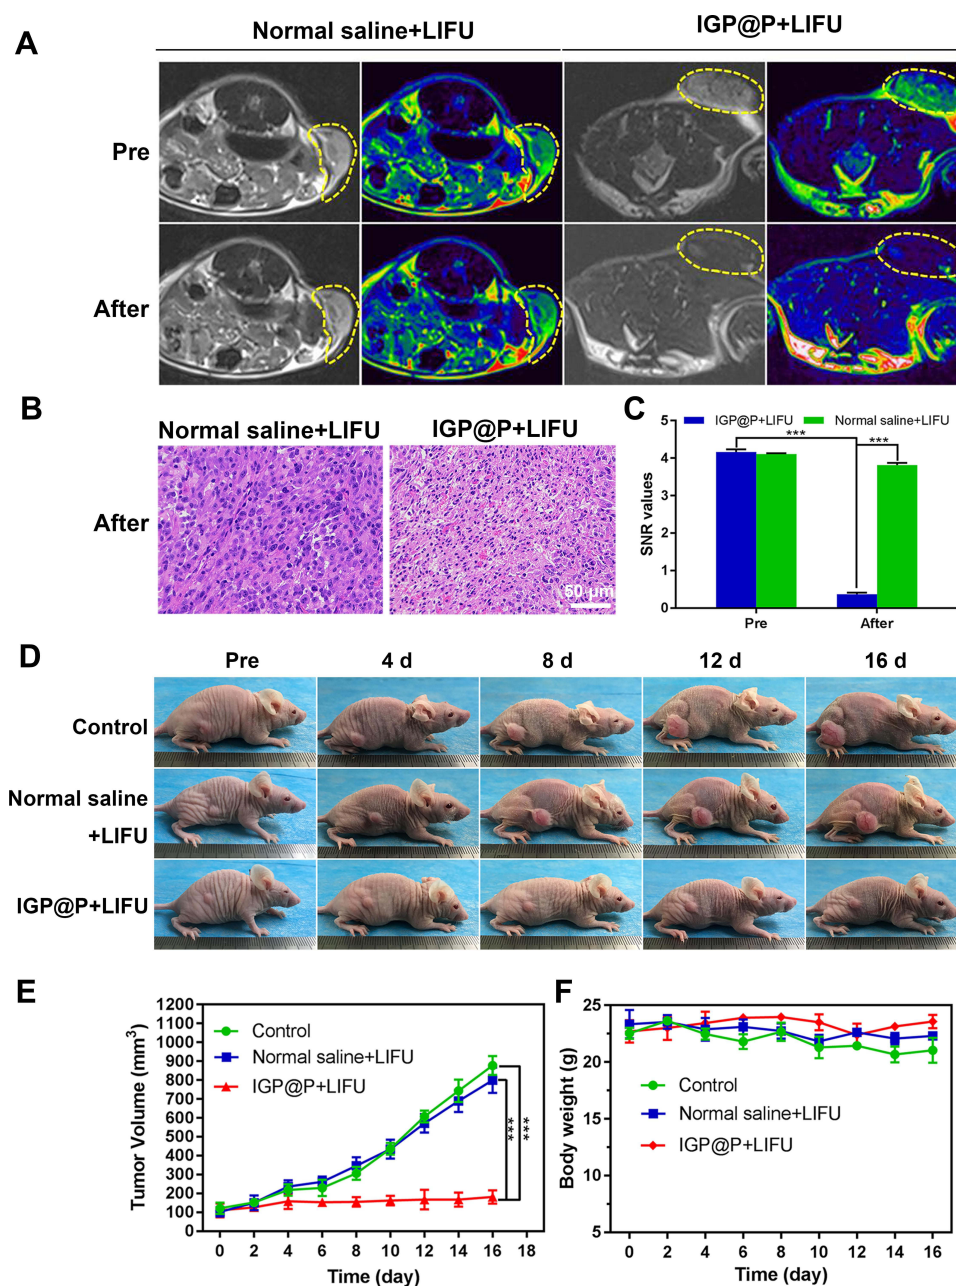 A
Normal saline+LIFU
IGP@P+LIFU
Pre
After
B
Normal saline+LIFU
IGP@P+LIFU
After
50 μm
C
IGP@P+LIFU
Normal saline+LIFU
***
***
SNR values
5
4
3
2
1
0
Pre
After
D
Pre
4 d
8 d
12 d
16 d
Control
Normal saline
+LIFU
IGP@P+LIFU
E
Tumor Volume (mm³)
1200
1100
1000
900
800
700
600
500
400
300
200
100
0
Control
Normal saline+LIFU
IGP@P+LIFU
***
***
0 2 4 6 8 10 12 14 16 18
Time (day)
F
Body weight (g)
25
20
15
10
5
Control
Normal saline+LIFU
IGP@P+LIFU
0 2 4 6 8 10 12 14 16
Time (day)